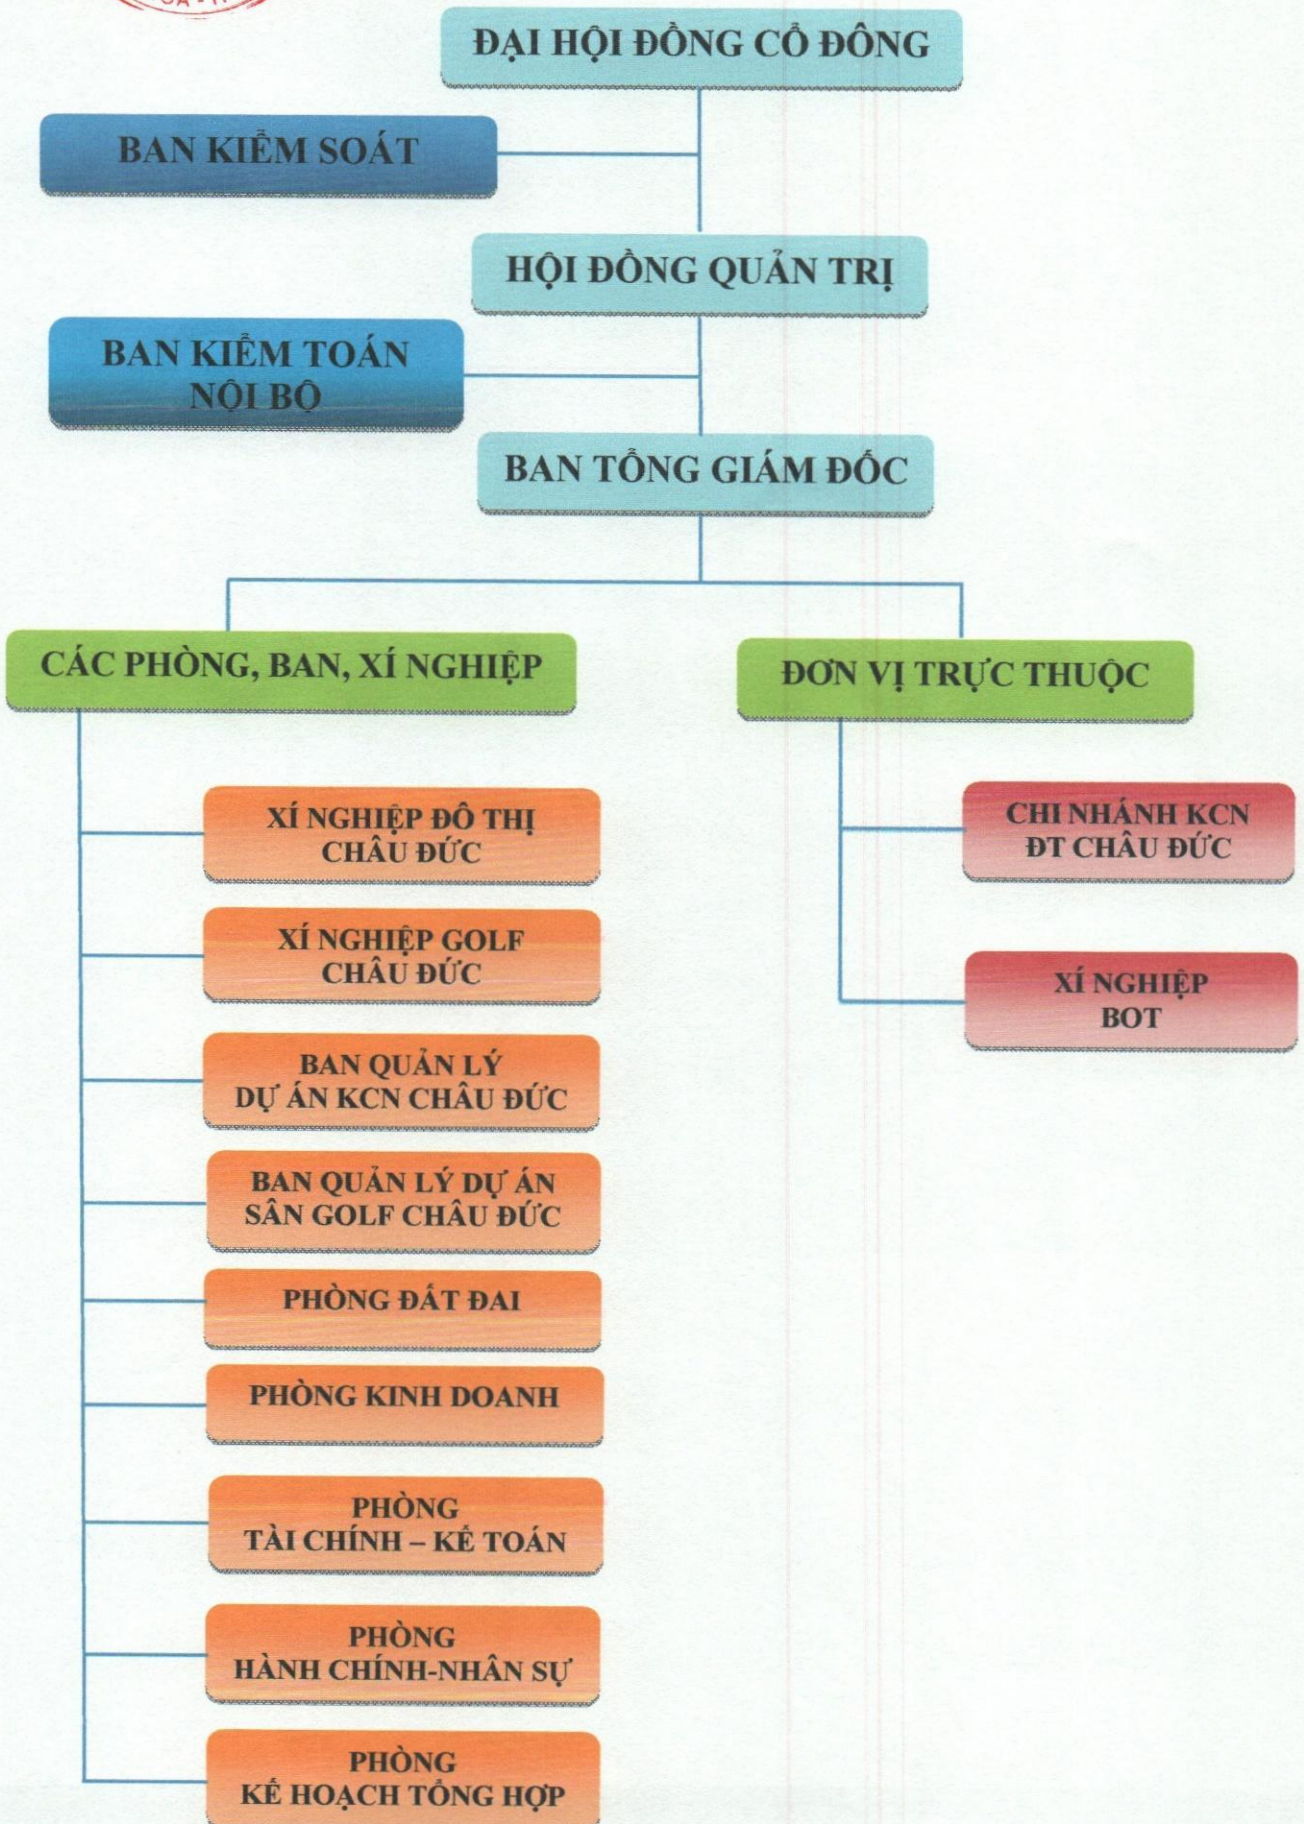 ĐẠI HỘI ĐỒNG CỔ ĐÔNG
BAN KIỂM SOÁT
HỘI ĐỒNG QUẢN TRỊ
BAN KIỂM TOÁN
NỘI BỘ
BAN TỔNG GIÁM ĐỐC
CÁC PHÒNG, BAN, XÍ NGHIỆP
ĐƠN VỊ TRỰC THUỘC
XÍ NGHIỆP ĐÔ THỊ
CHÂU ĐỨC
XÍ NGHIỆP GOLF
CHÂU ĐỨC
BAN QUẢN LÝ
DỰ ÁN KCN CHÂU ĐỨC
BAN QUẢN LÝ DỰ ÁN
SÂN GOLF CHÂU ĐỨC
PHÒNG ĐẤT ĐAI
PHÒNG KINH DOANH
PHÒNG
TÀI CHÍNH – KẾ TOÁN
PHÒNG
HÀNH CHÍNH-NHÂN SỰ
PHÒNG
KẾ HOẠCH TỔNG HỢP
CHI NHÁNH KCN
ĐT CHÂU ĐỨC
XÍ NGHIỆP
BOT